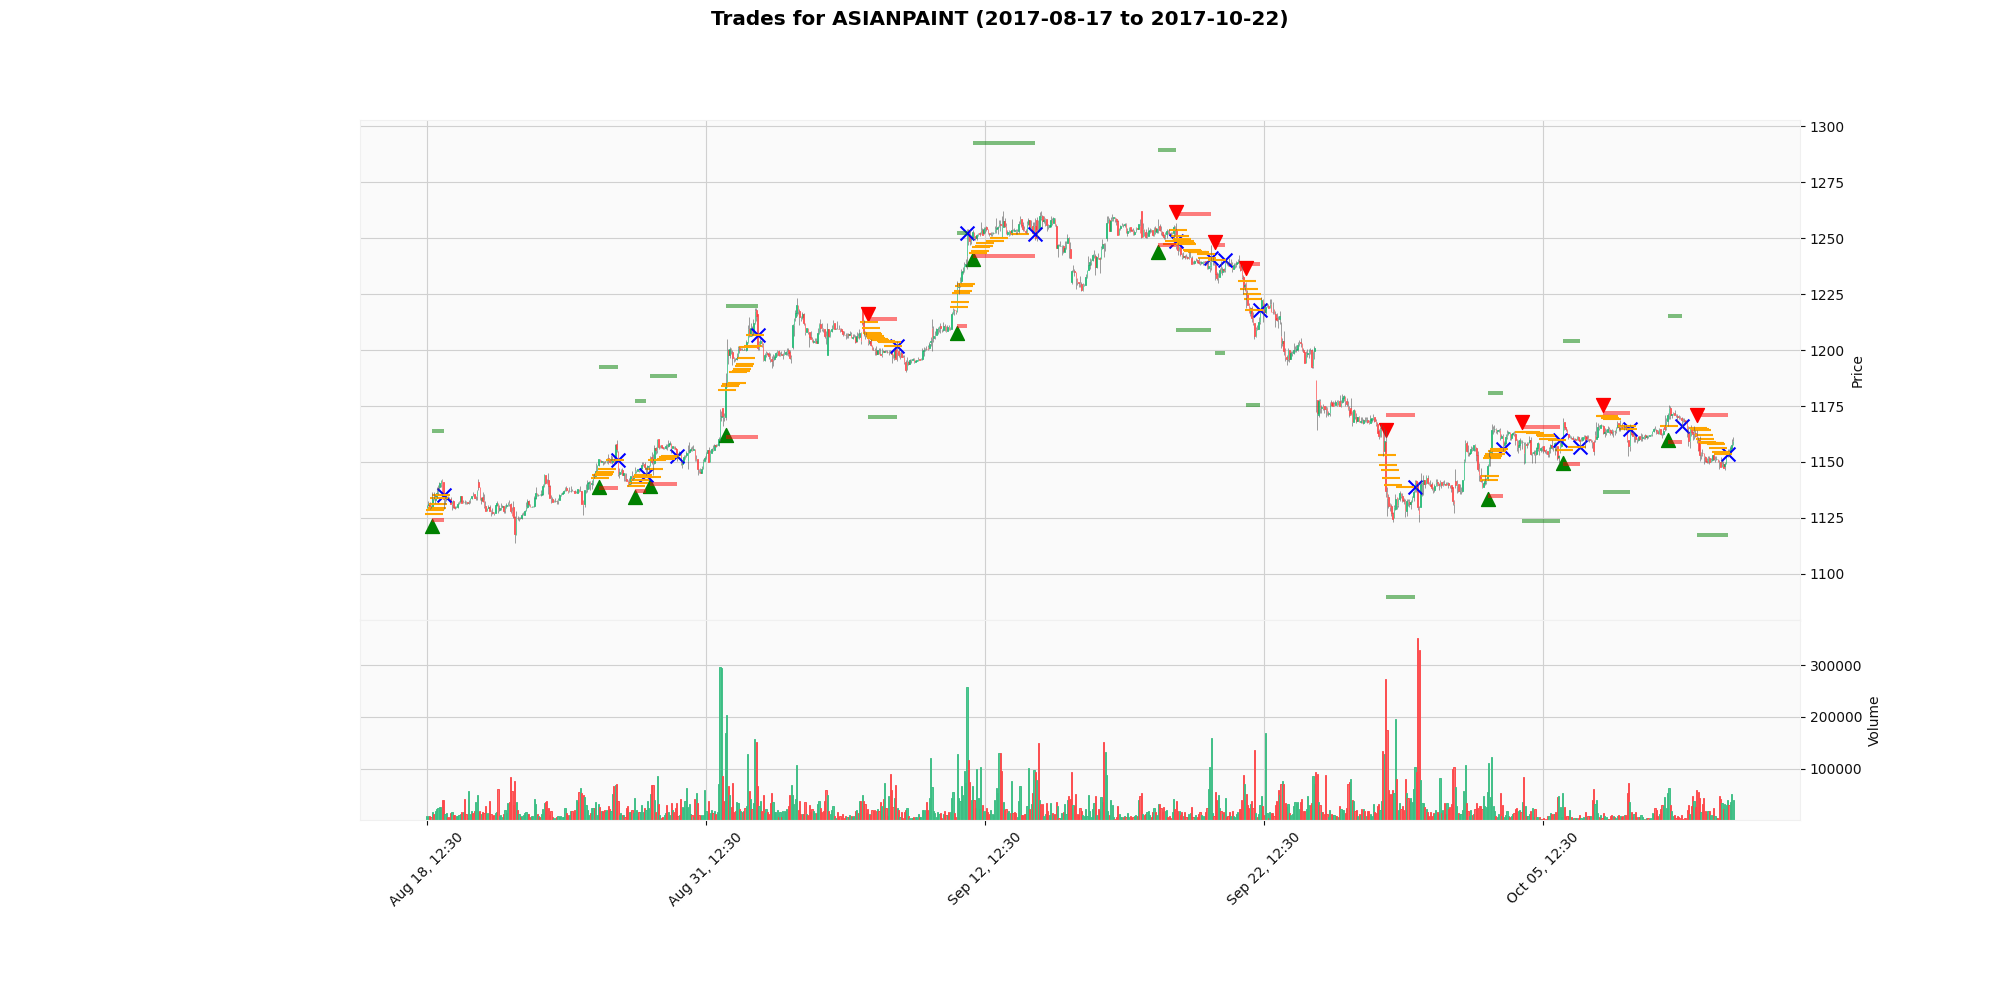 Trades for ASIANPAINT (2017-08-17 to 2017-10-22)
1300
1275
1250
1225
1200
1175
1150
1125
1100
Price
300000
200000
100000
Volume
Aug 18, 12:30
Aug 31, 12:30
Sep 12, 12:30
Sep 22, 12:30
Oct 05, 12:30